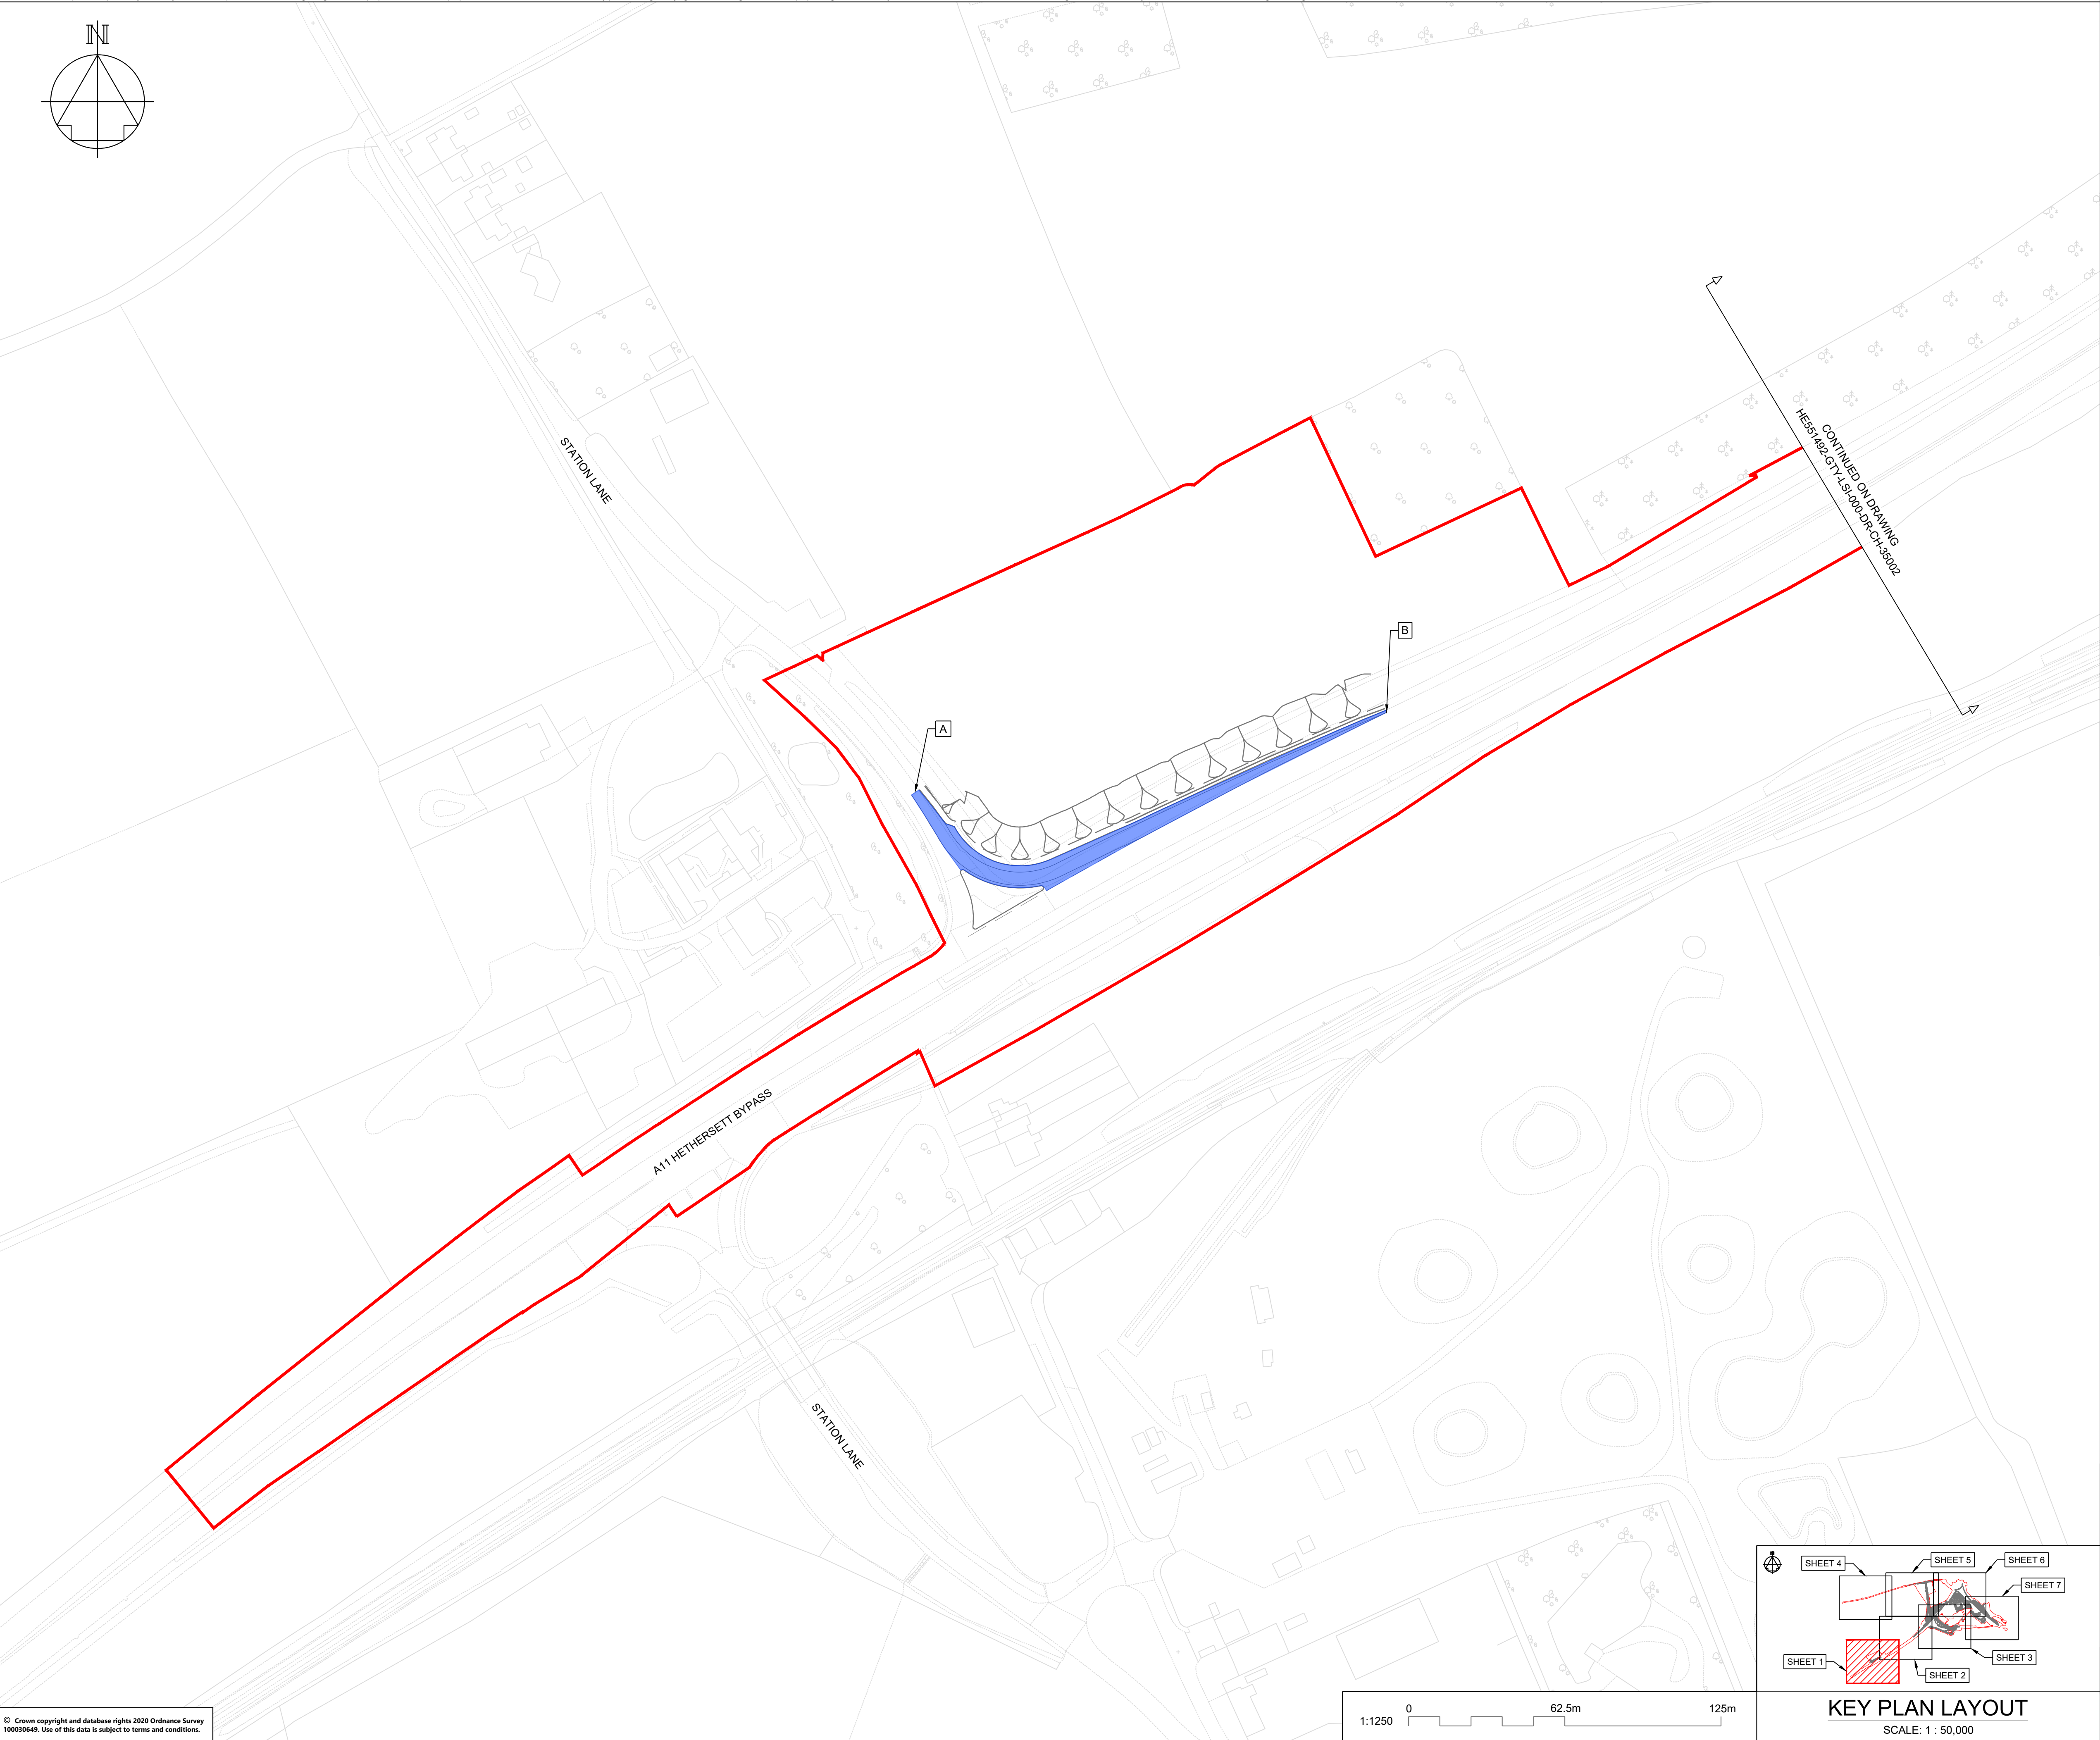 N
STATION LANE
CONTINUED ON DRAWING
HE551492-GTY-LSI-000-DR-CH-35002
B
A
A11 HETHERSETT BYPASS
STATION LANE
SHEET 4
SHEET 5
SHEET 6
SHEET 7
SHEET 1
SHEET 2
SHEET 3
KEY PLAN LAYOUT
SCALE: 1 : 50,000
1:1250
0
62.5m
125m
© Crown copyright and database rights 2020 Ordnance Survey
100030649. Use of this data is subject to terms and conditions.